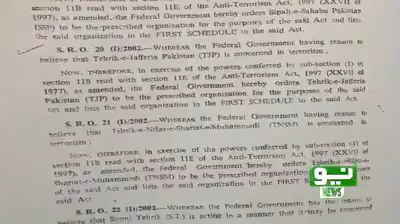 section 11B read with section 11E of the Anti-Terrorism Act, 1997 (XXVII of
1997), as amended, the Federal Government hereby orders Sipah-e-Sahaba Pakistan
(SSP) to be the prescribed organization for the purposes of the said Act and lists
the said organization in the FIRST SCHEDULE to the said Act.
S. R. O. 20 (I)/2002.—WHEREAS the Federal Government having reason to
believe that Tehrik-e-Jafferia Pakistan (TJP) is concerned in terrorism.
NOW, THEREFORE, in exercise of the powers conferred by sub-section (1) of
section 11B read with section 11E of the Anti-Terrorism Act, 1997 (XXVII of
1977), as amended, the Federal Government hereby orders Tehrik-e-Jafferia
Pakistan (TJP) to be the prescribed organization for the purposes of the said
Act and lists the said organization in the FIRST SCHEDULE to the said Act.
S. R. O. 21 (I)/2002.—WHEREAS the Federal Government having reason to
believe that Tehrik-e-Nifaz-e-Shariat-e-Muhammadi (TNSM) is concerned in
terrorism.
NOW, THEREFORE, in exercise of the powers conferred by sub-section (1) of
section 11B read with section 11E of the Anti-Terrorism Act, 1997 (XXVII of
as amended, the Federal Government hereby orders
Shariat-e-Muhammadi (TNSM) to be the prescribed organization for the purposes
of the said Act and lists the said organization in the FIRST SCHEDULE to the said
Act.
S. R. O. 22 (I)/2002.—WHEREAS the Federal Government has the reason to
believe that Sunni Tehrik (S.T.) is acting in a manner that it may be concerned
نیو
NEWS